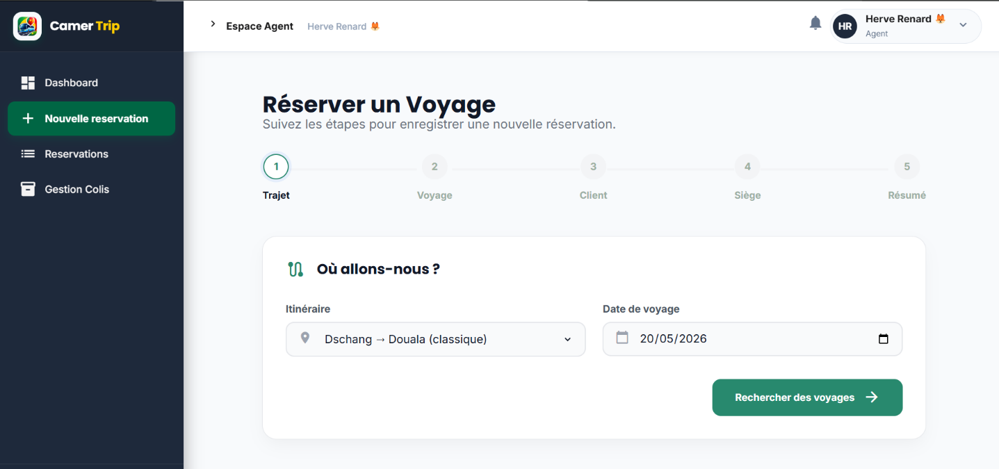 Camer Trip
Espace Agent Herve Renard 🦊
HR Herve Renard 🦊
Agent
Dashboard
Nouvelle reservation
Reservations
Gestion Colis
Réserver un Voyage
Suivez les étapes pour enregistrer une nouvelle réservation.
1 2 3 4 5
Trajet Voyage Client Siège Résumé
Où allons-nous ?
Itinéraire Date de voyage
Dschang → Douala (classique) 20/05/2026
Rechercher des voyages →